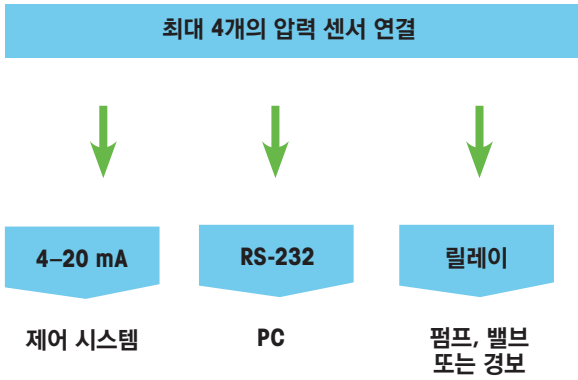 최대 4개의 압력 센서 연결
4–20 mA
RS-232
릴레이
제어 시스템
PC
펌프, 밸브
또는 경보